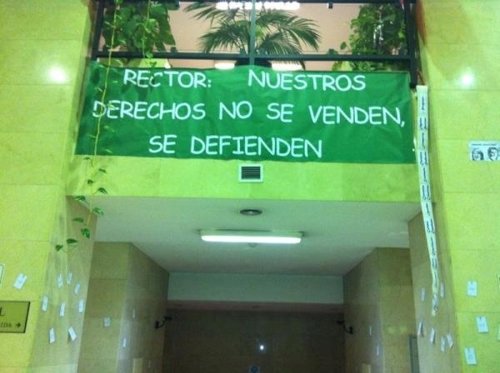 RECTOR: NUESTROS
DERECHOS NO SE VENDEN,
SE DEFIENDEN